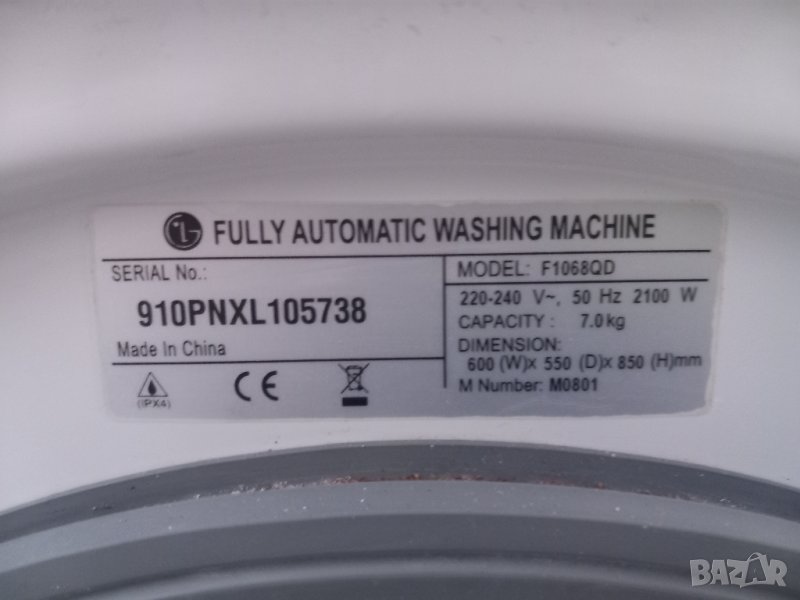 LG FULLY AUTOMATIC WASHING MACHINE
SERIAL No.:
910PNXL105738
Made In China
(IPX4)
CE
MODEL: F1068QD
220-240 V~, 50 Hz 2100 W
CAPACITY : 7.0kg
DIMENSION:
600 (W)x 550 (D)x 850 (H)mm
M Number: M0801
BAZAR